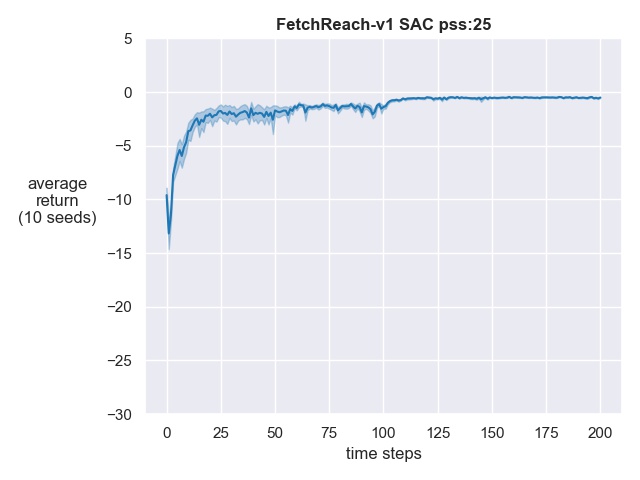 FetchReach-v1 SAC pss:25
5
0
−5
−10
−15
−20
−25
−30
average
return
(10 seeds)
0 25 50 75 100 125 150 175 200
time steps